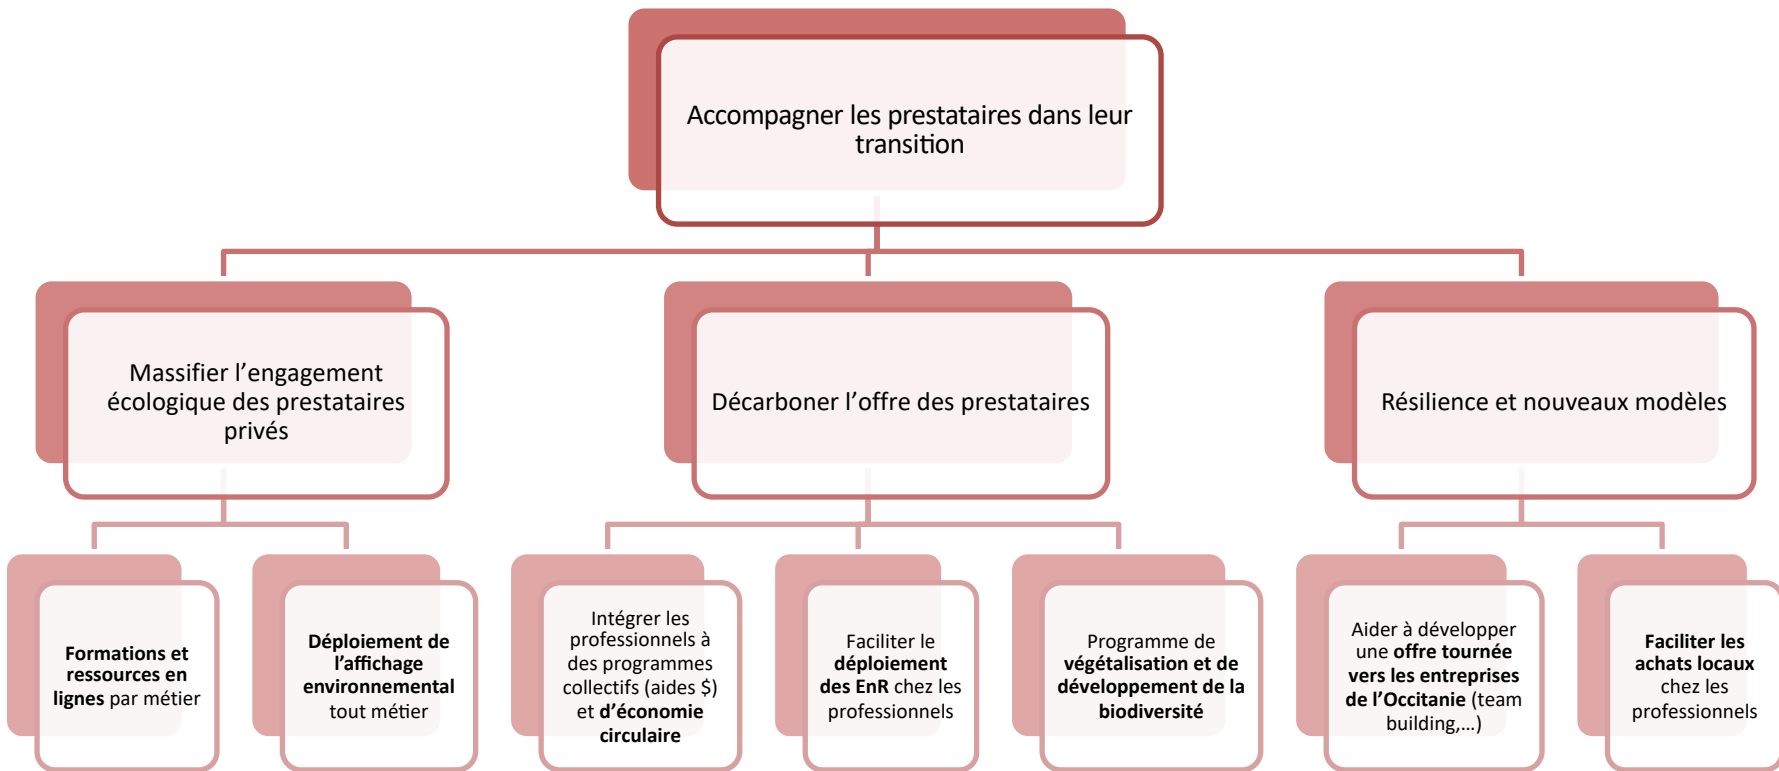 Accompagner les prestataires dans leur
transition
Massifier l’engagement
écologique des prestataires
privés
Décarboner l’offre des prestataires
Résilience et nouveaux modèles
Formations et
ressources en
lignes par métier
Déploiement de
l’affichage
environnemental
tout métier
Intégrer les
professionnels à
des programmes
collectifs (aides $)
et d’économie
circulaire
Faciliter le
déploiement
des EnR chez les
professionnels
Programme de
végétalisation et de
développement de la
biodiversité
Aider à développer
une offre tournée
vers les entreprises
de l’Occitanie (team
building,...)
Faciliter les
achats locaux
chez les
professionnels